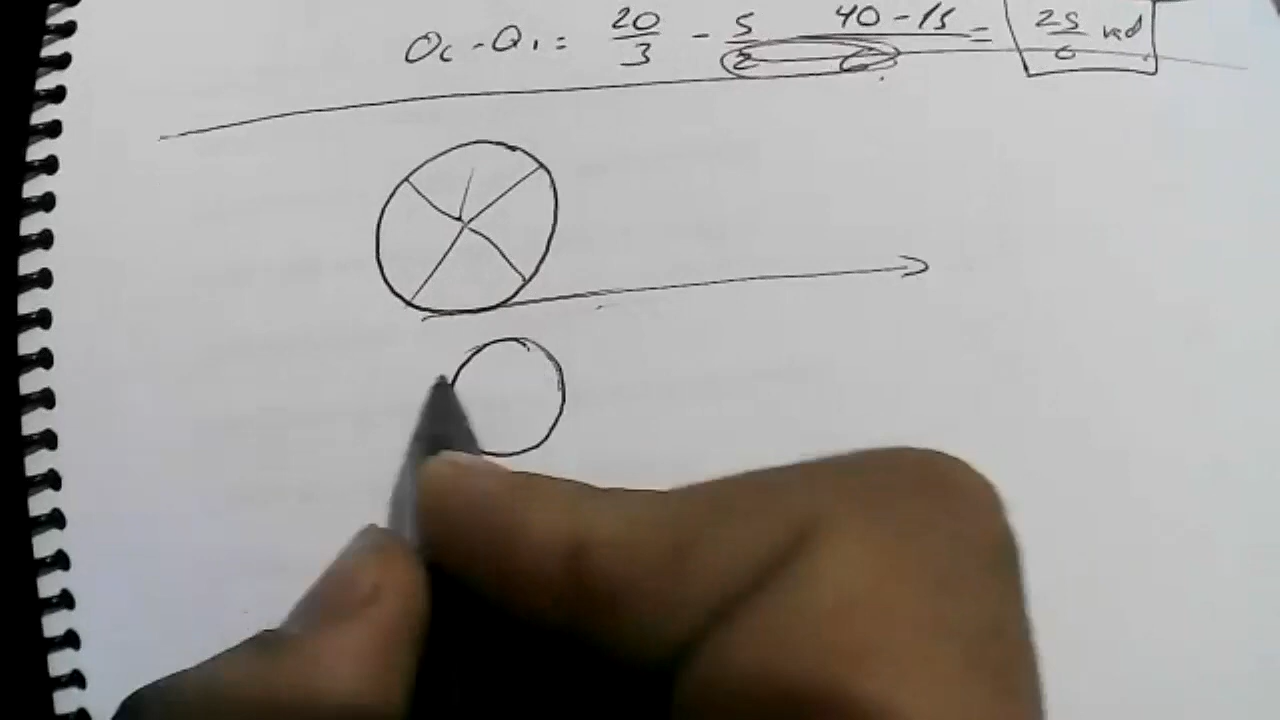 θc - θ1 = 20/3 - 5/2 40-15/6 = 25/6 rad